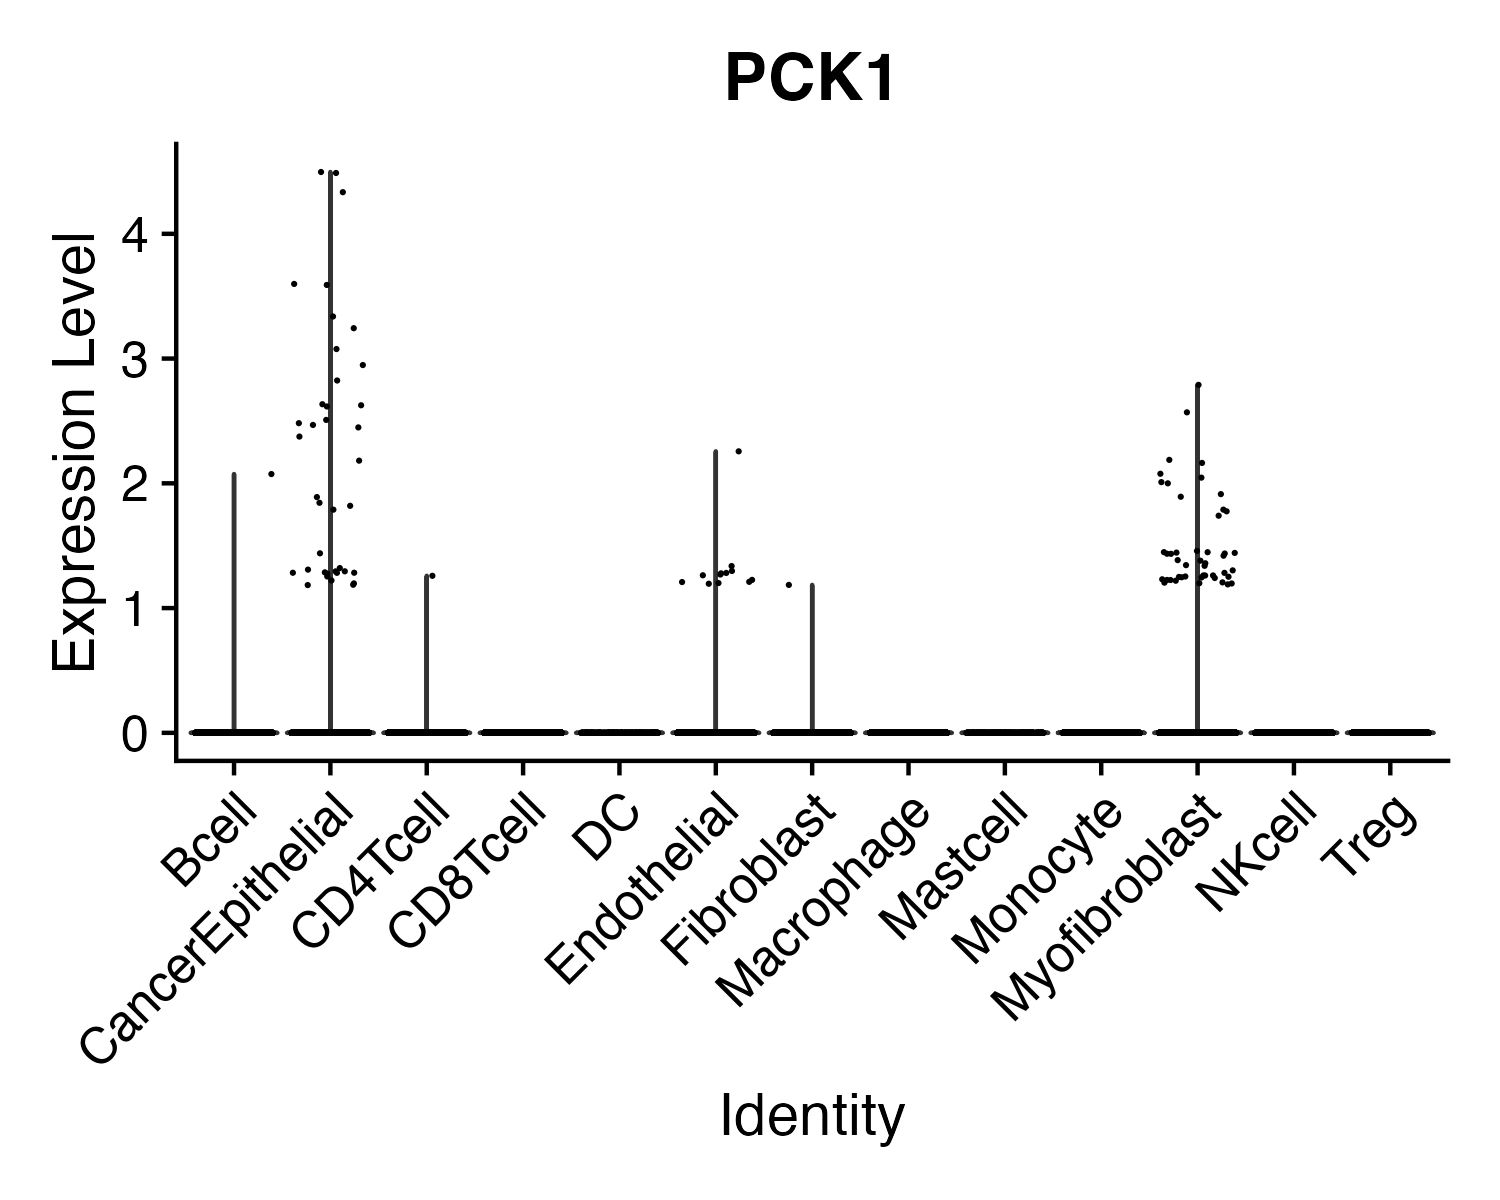 PCK1
Expression Level
4
3
2
1
0
Bcell
CancerEpithelial
CD4Tcell
CD8Tcell
DC
Endothelial
Fibroblast
Macrophage
Mastcell
Monocyte
Myofibroblast
NKcell
Treg
Identity